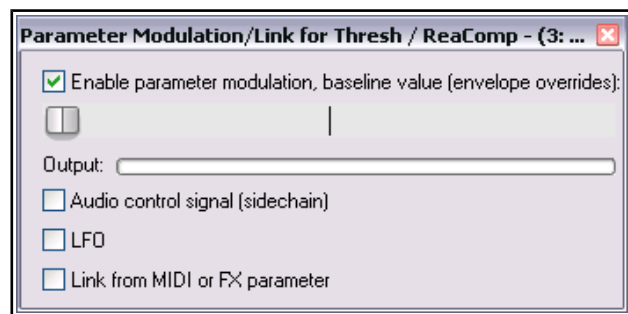 Parameter Modulation/Link for Thresh / ReaComp - (3: ...
Enable parameter modulation, baseline value (envelope overrides):
Output:
Audio control signal (sidechain)
LFO
Link from MIDI or FX parameter